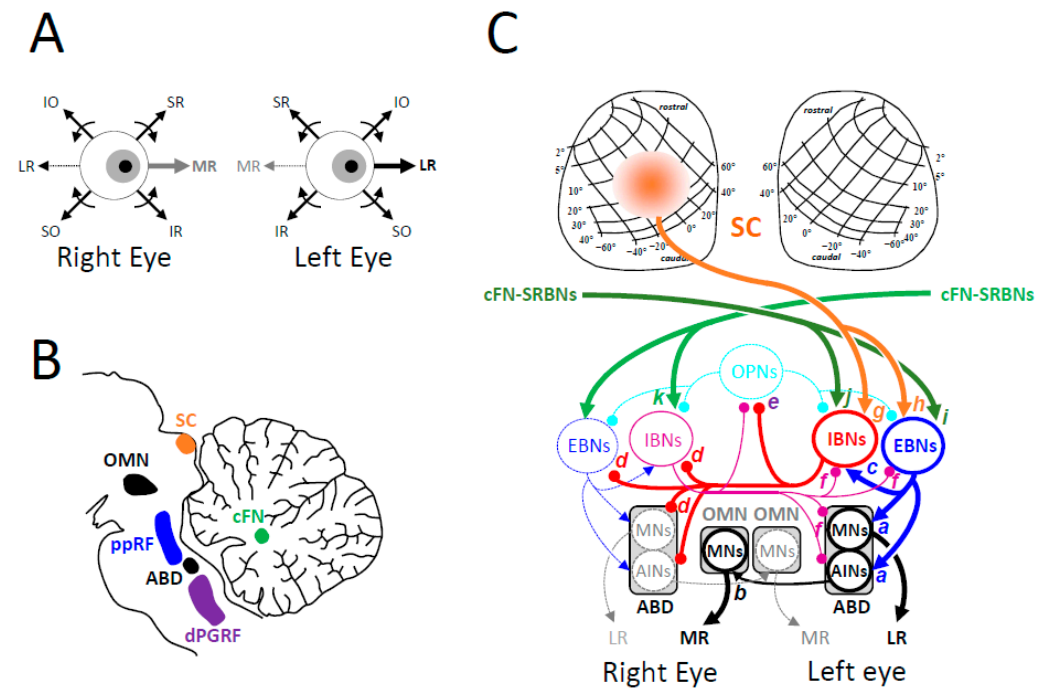 A
IO SR SR IO
LR MR MR LR
SO IR IR SO
Right Eye Left Eye
B
SC
OMN
cFN
ppRF
ABD
dPGRF
C
rostral rostral
2° 2°
5° 60° 60° 5°
10° 40° 40° 10°
20° 20° 20° 20°
30° 0° 0° 30°
40° −60° −40° −20° −20° −40° −60° 40°
caudal caudal
SC
cFN-SRBNs cFN-SRBNs
OPNs
k e j g h i
EBNs IBNs IBNs EBNs
d d f c f
d OMN OMN f
MNs MNs MNs MNs a
AINs AINs a
ABD b ABD
LR MR MR LR
Right Eye Left eye